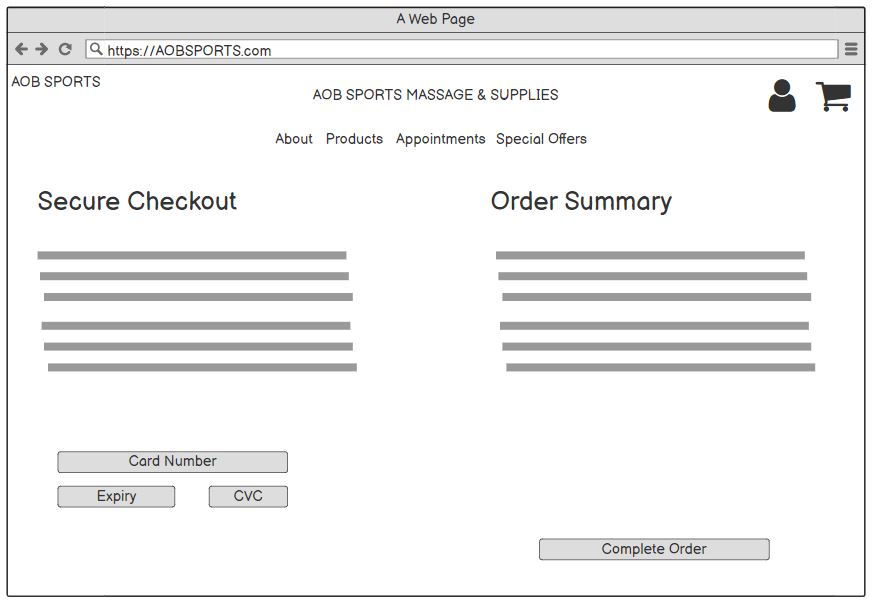 A Web Page
https://AOBSPORTS.com
AOB SPORTS
AOB SPORTS MASSAGE & SUPPLIES
About Products Appointments Special Offers
Secure Checkout
Order Summary
Card Number
Expiry CVC
Complete Order